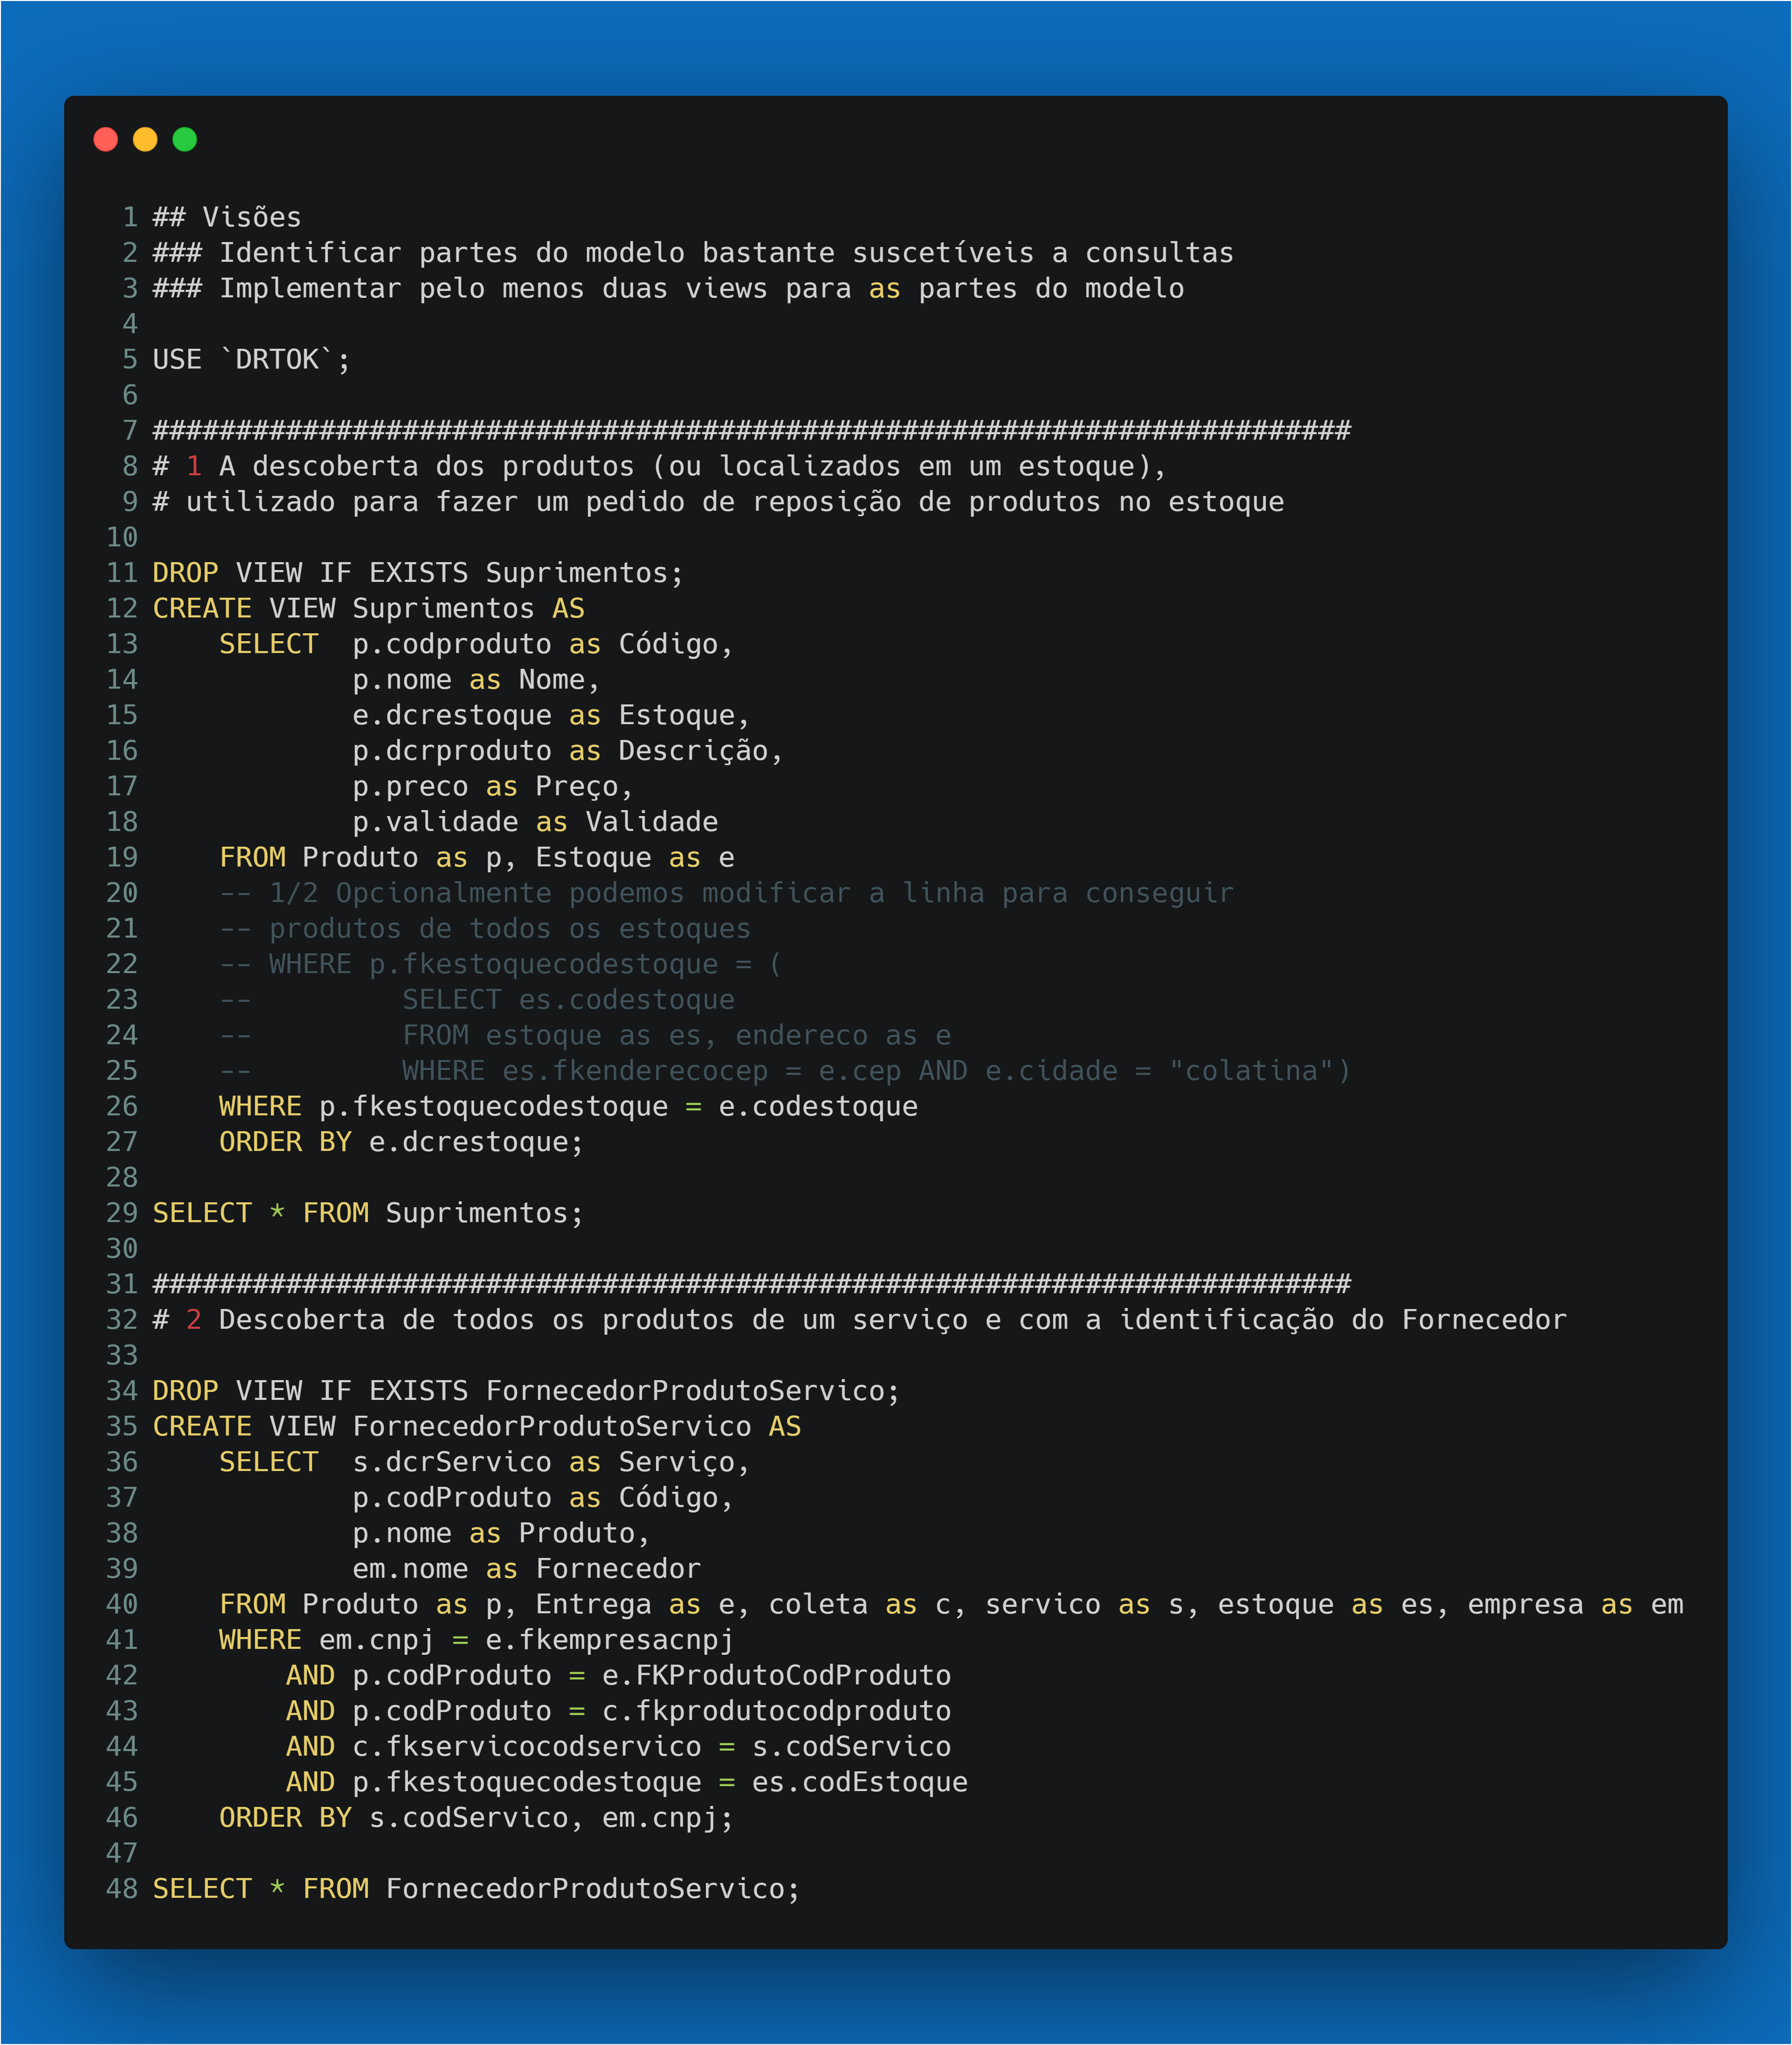 1 ## Visões
2 ### Identificar partes do modelo bastante suscetíveis a consultas
3 ### Implementar pelo menos duas views para as partes do modelo
4
5 USE `DRTOK`;
6
7 ########################################################################
8 # 1 A descoberta dos produtos (ou localizados em um estoque),
9 # utilizado para fazer um pedido de reposição de produtos no estoque
10
11 DROP VIEW IF EXISTS Suprimentos;
12 CREATE VIEW Suprimentos AS
13     SELECT  p.codproduto as Código,
14             p.nome as Nome,
15             e.dcrestoque as Estoque,
16             p.dcrproduto as Descrição,
17             p.preco as Preço,
18             p.validade as Validade
19     FROM Produto as p, Estoque as e
20     -- 1/2 Opcionalmente podemos modificar a linha para conseguir
21     -- produtos de todos os estoques
22     -- WHERE p.fkestoquecodestoque = (
23     --         SELECT es.codestoque
24     --         FROM estoque as es, endereco as e
25     --         WHERE es.fkenderecocep = e.cep AND e.cidade = "colatina")
26     WHERE p.fkestoquecodestoque = e.codestoque
27     ORDER BY e.dcrestoque;
28
29 SELECT * FROM Suprimentos;
30
31 ########################################################################
32 # 2 Descoberta de todos os produtos de um serviço e com a identificação do Fornecedor
33
34 DROP VIEW IF EXISTS FornecedorProdutoServico;
35 CREATE VIEW FornecedorProdutoServico AS
36     SELECT  s.dcrServico as Serviço,
37             p.codProduto as Código,
38             p.nome as Produto,
39             em.nome as Fornecedor
40     FROM Produto as p, Entrega as e, coleta as c, servico as s, estoque as es, empresa as em
41     WHERE em.cnpj = e.fkempresacnpj
42         AND p.codProduto = e.FKProdutoCodProduto
43         AND p.codProduto = c.fkprodutocodproduto
44         AND c.fkservicocodservico = s.codServico
45         AND p.fkestoquecodestoque = es.codEstoque
46     ORDER BY s.codServico, em.cnpj;
47
48 SELECT * FROM FornecedorProdutoServico;